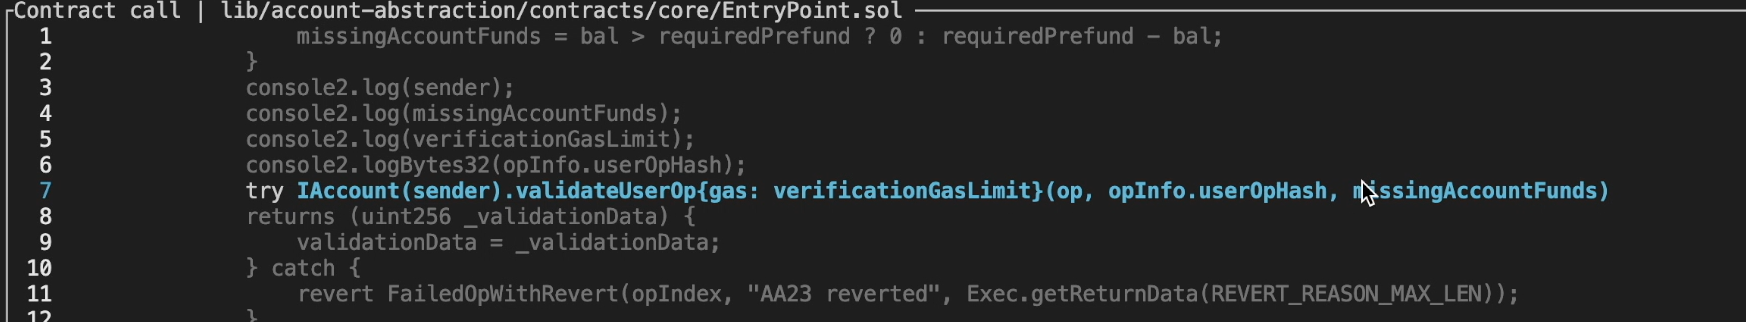 Contract call | lib/account-abstraction/contracts/core/EntryPoint.sol
1 missingAccountFunds = bal > requiredPrefund ? 0 : requiredPrefund - bal;
2 }
3 console2.log(sender);
4 console2.log(missingAccountFunds);
5 console2.log(verificationGasLimit);
6 console2.logBytes32(opInfo.userOpHash);
7 try IAccount(sender).validateUserOp{gas: verificationGasLimit}(op, opInfo.userOpHash, missingAccountFunds)
8 returns (uint256 _validationData) {
9 validationData = _validationData;
10 } catch {
11 revert FailedOpWithRevert(opIndex, "AA23 reverted", Exec.getReturnData(REVERT_REASON_MAX_LEN));
12 }